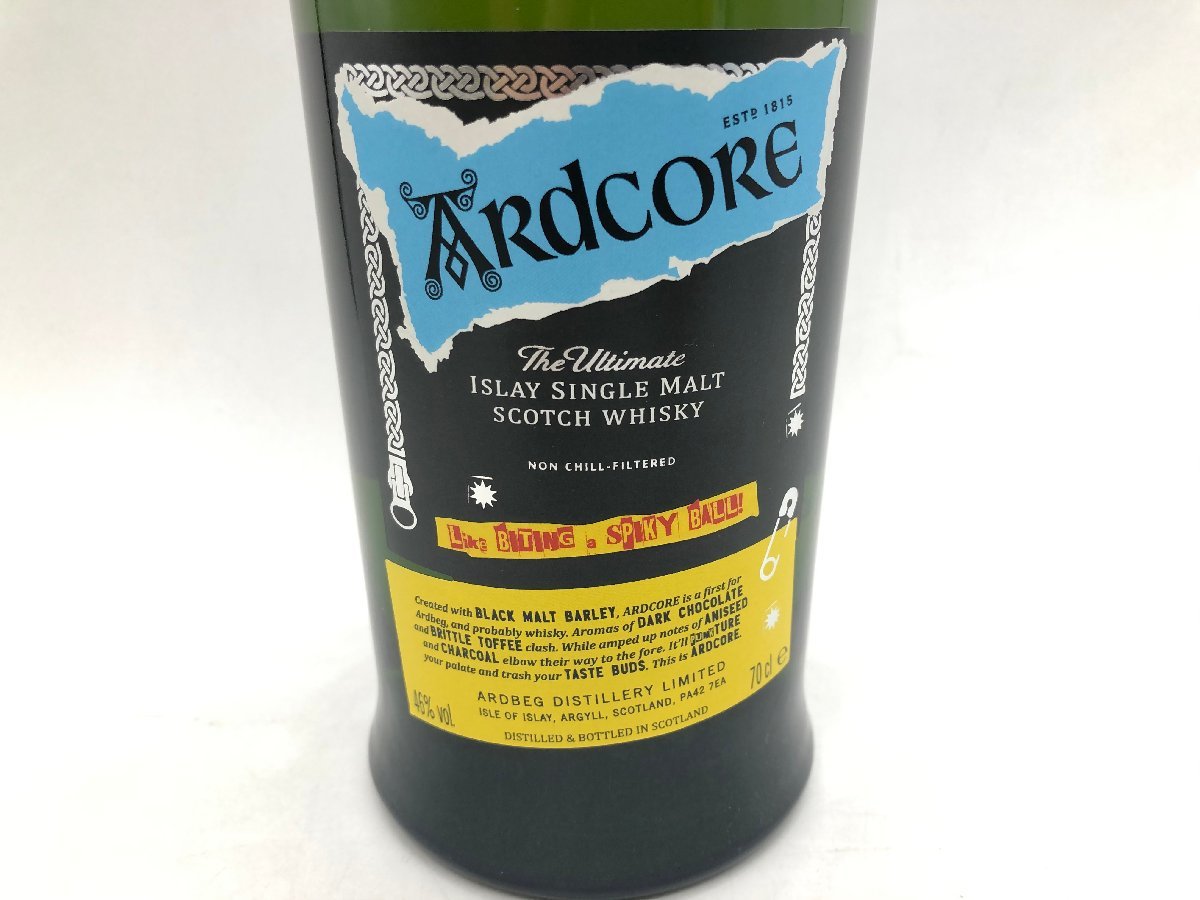 ESTD 1815
ARDCORE
The Ultimate
ISLAY SINGLE MALT
SCOTCH WHISKY
NON CHILL-FILTERED
Like BITING a SPIKY BALL!
Created with BLACK MALT BARLEY, ARDCORE is a first for
Ardbeg, and probably whisky. Aromas of DARK CHOCOLATE
and BRITTLE TOFFEE clash. While amped up notes of ANISEED
and CHARCOAL elbow their way to the fore. It'll PUNKTURE
your palate and trash your TASTE BUDS. This is ARDCORE.
46% vol
ARDBEG DISTILLERY LIMITED
70 cl e
ISLE OF ISLAY, ARGYLL, SCOTLAND, PA42 7EA
DISTILLED & BOTTLED IN SCOTLAND